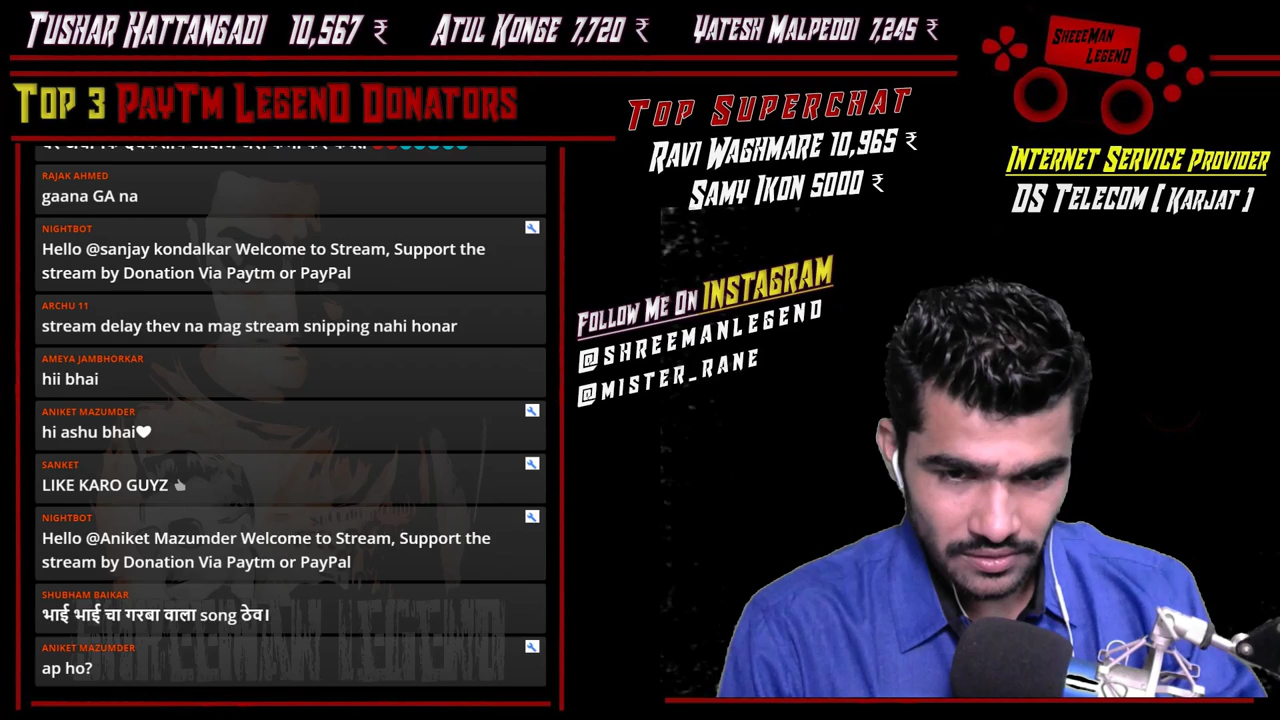 TUSHAR HATTANGADI 10,567 ₹ ATUL KONGE 7,720 ₹ YATESH MALPEDDI 7,245 ₹
SHREEMAN
LEGEND
TOP 3 PAYTM LEGEND DONATORS
TOP SUPERCHAT
RAVI WAGHMARE 10,965 ₹
SAMY IKON 5000 ₹
INTERNET SERVICE PROVIDER
DS TELECOM [ KARJAT ]
RAJAK AHMED
gaana GA na
NIGHTBOT
Hello @sanjay kondalkar Welcome to Stream, Support the
stream by Donation Via Paytm or PayPal
ARCHU 11
stream delay thev na mag stream snipping nahi honar
AMEYA JAMBHORKAR
hii bhai
ANIKET MAZUMDER
hi ashu bhai🤍
SANKET
LIKE KARO GUYZ 👆
NIGHTBOT
Hello @Aniket Mazumder Welcome to Stream, Support the
stream by Donation Via Paytm or PayPal
SHUBHAM BAIKAR
भाई भाई चा गरबा वाला song ठेव।
ANIKET MAZUMDER
ap ho?
FOLLOW ME ON INSTAGRAM
@SHREEMANLEGEND
@MISTER_RANE
SHREEMAN LEGEND